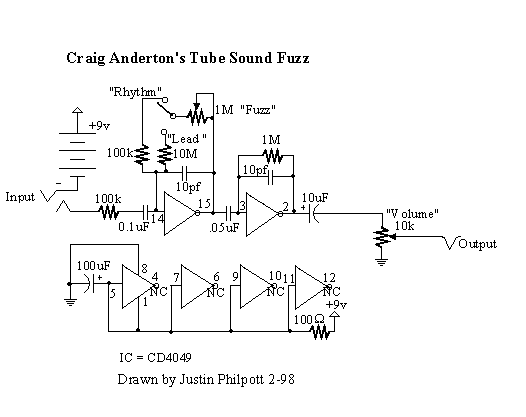 Craig Anderton's Tube Sound Fuzz
"Rhythm"
1M "Fuzz"
+9v
"Lead"
1M
100k
10M
10pf
10pf
Input
-
100k
15
3
2
10uF
+
"Volume"
0.1uF
14
.05uF
10k
Output
100uF
+
8
4
7
6
9
10
11
12
5
NC
NC
NC
NC
1
+9v
100Ω
IC = CD4049
Drawn by Justin Philpott 2-98